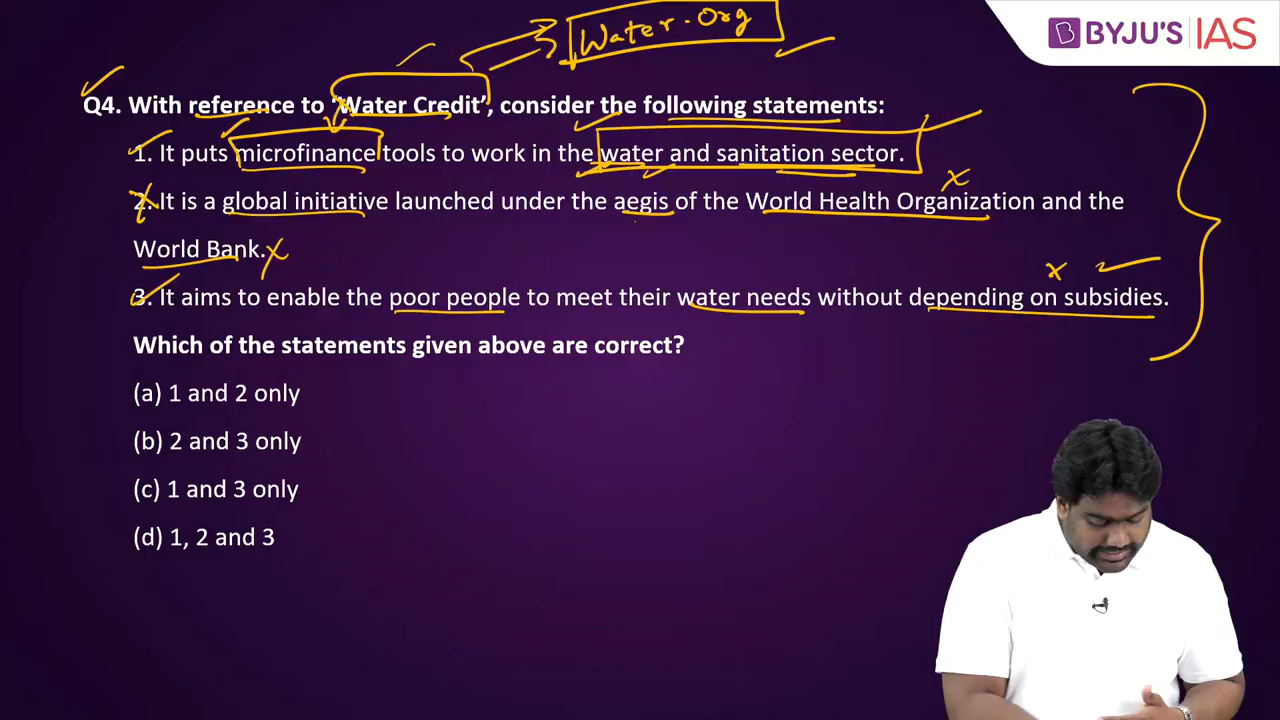 Water.Org
BYJU'S IAS
Q4. With reference to 'Water Credit', consider the following statements:
1. It puts microfinance tools to work in the water and sanitation sector.
2. It is a global initiative launched under the aegis of the World Health Organization and the
World Bank.
3. It aims to enable the poor people to meet their water needs without depending on subsidies.
Which of the statements given above are correct?
(a) 1 and 2 only
(b) 2 and 3 only
(c) 1 and 3 only
(d) 1, 2 and 3